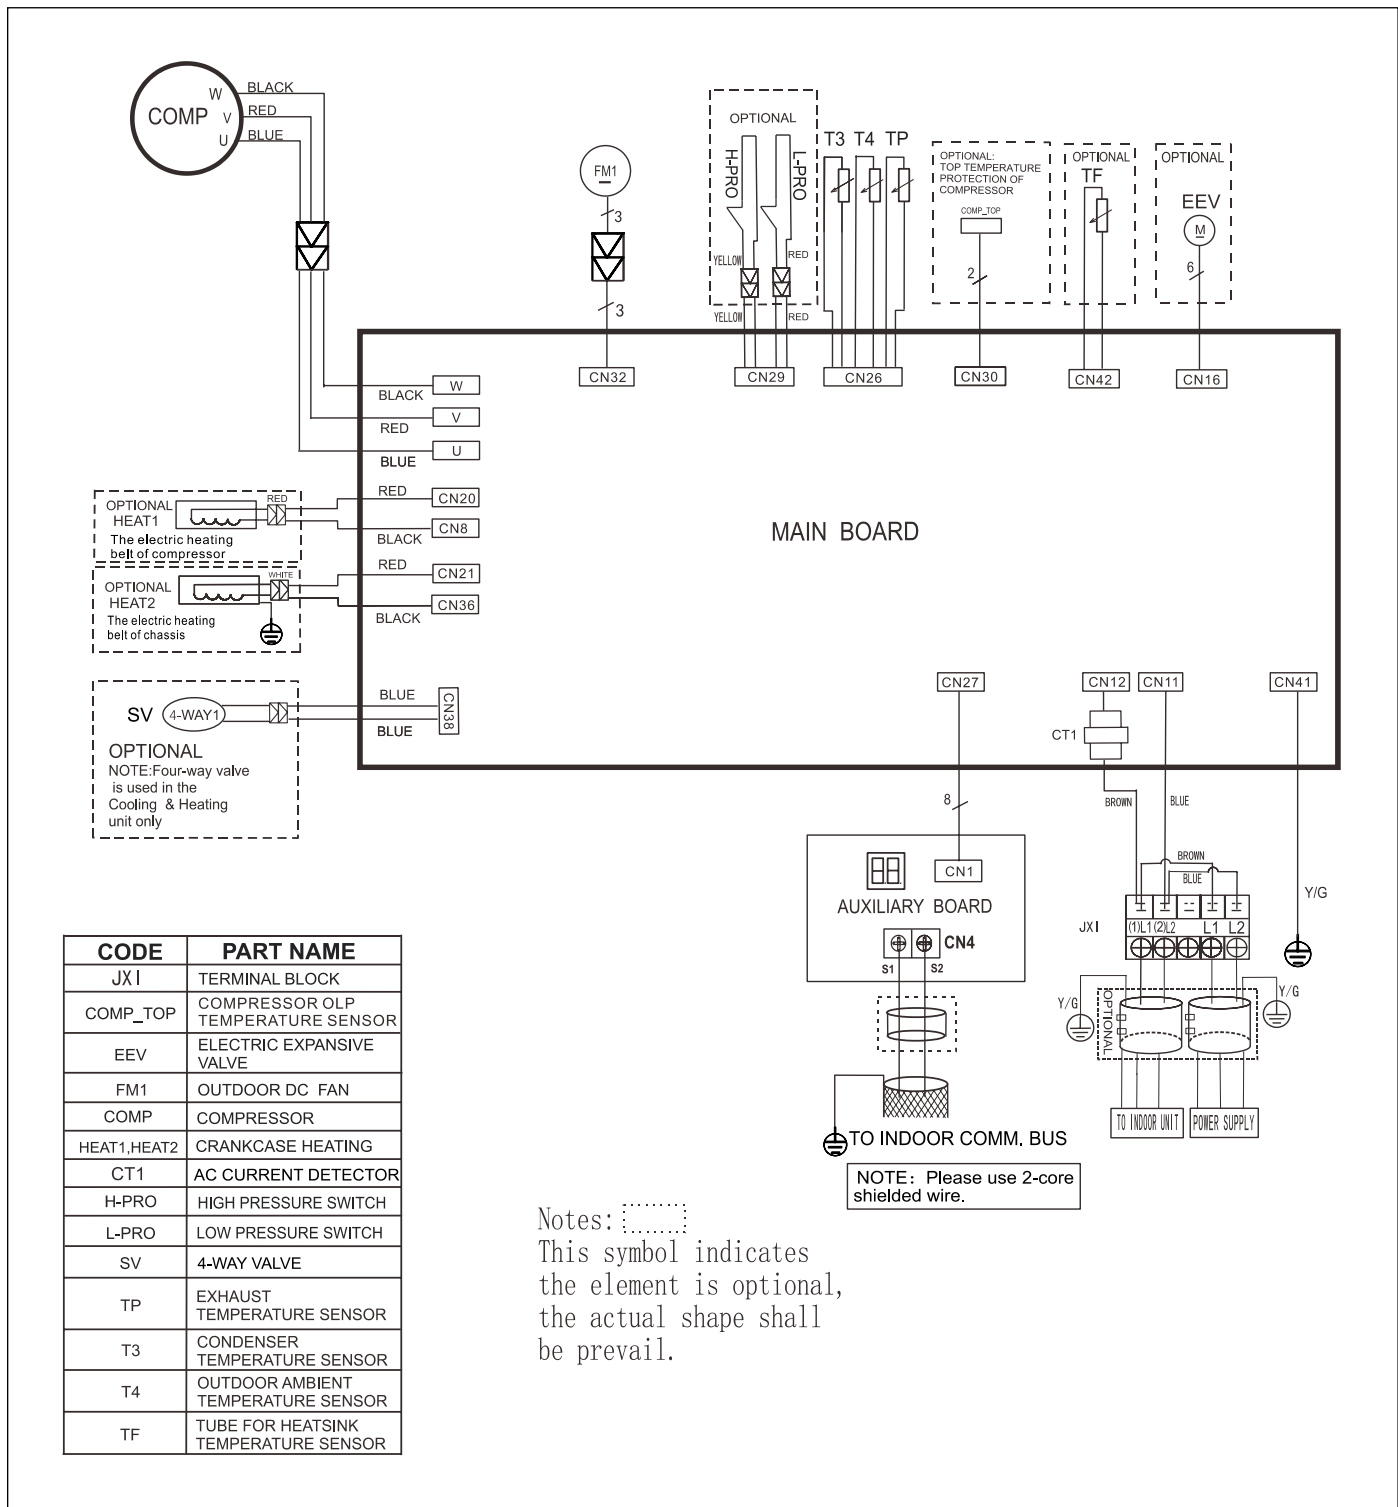 COMP
W
BLACK
V
RED
U
BLUE
FM1
3
3
OPTIONAL
H-PRO
L-PRO
YELLOW
RED
YELLOW
RED
T3 T4 TP
OPTIONAL:
TOP TEMPERATURE
PROTECTION OF
COMPRESSOR
COMP_TOP
2
OPTIONAL
TF
OPTIONAL
EEV
M
6
CN32
CN29
CN26
CN30
CN42
CN16
W
BLACK
V
RED
U
BLUE
RED
CN20
CN8
BLACK
RED
CN21
CN36
BLACK
OPTIONAL
HEAT1
RED
The electric heating
belt of compressor
OPTIONAL
HEAT2
WHITE
The electric heating
belt of chassis
MAIN BOARD
SV
4-WAY1
BLUE
BLUE
CN38
OPTIONAL
NOTE:Four-way valve
is used in the
Cooling & Heating
unit only
CN27
CN12
CN11
CN41
CT1
8
BROWN
BLUE
BROWN
BLUE
Y/G
CN1
AUXILIARY BOARD
CN4
S1
S2
JXI
(1)L1 (2)L2
L1 L2
Y/G
Y/G
OPTIONAL
TO INDOOR UNIT
POWER SUPPLY
TO INDOOR COMM. BUS
NOTE: Please use 2-core
shielded wire.
CODE PART NAME
JXI TERMINAL BLOCK
COMP_TOP COMPRESSOR OLP
TEMPERATURE SENSOR
EEV ELECTRIC EXPANSIVE
VALVE
FM1 OUTDOOR DC FAN
COMP COMPRESSOR
HEAT1,HEAT2 CRANKCASE HEATING
CT1 AC CURRENT DETECTOR
H-PRO HIGH PRESSURE SWITCH
L-PRO LOW PRESSURE SWITCH
SV 4-WAY VALVE
TP EXHAUST
TEMPERATURE SENSOR
T3 CONDENSER
TEMPERATURE SENSOR
T4 OUTDOOR AMBIENT
TEMPERATURE SENSOR
TF TUBE FOR HEATSINK
TEMPERATURE SENSOR
Notes:
This symbol indicates
the element is optional,
the actual shape shall
be prevail.